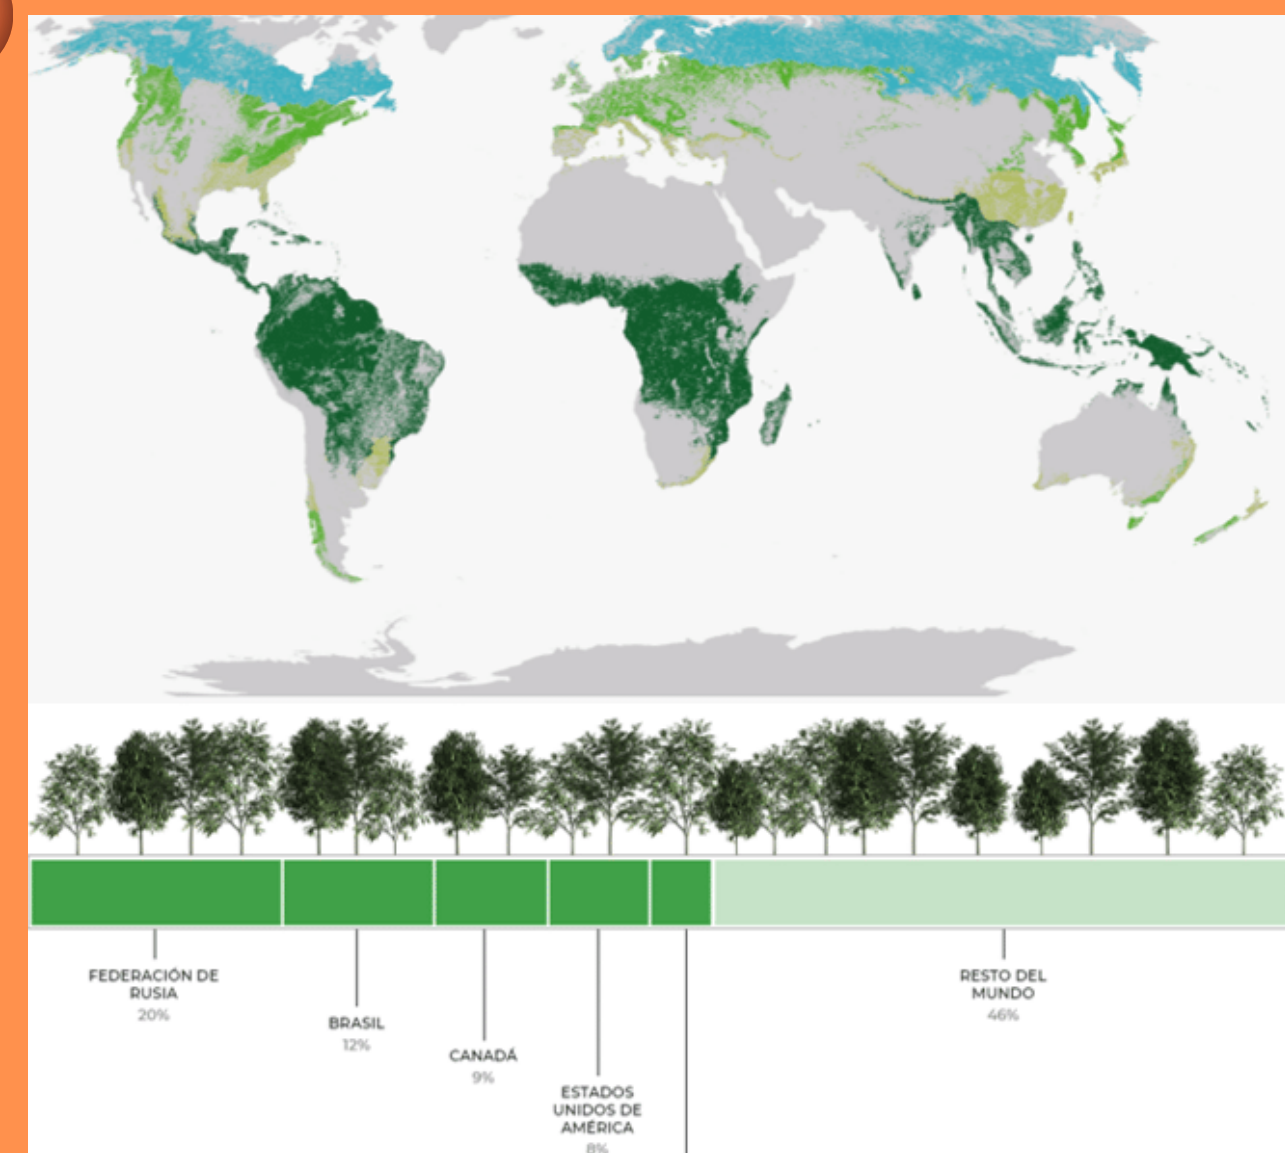 FEDERACIÓN DE
RUSIA
20%
BRASIL
12%
CANADÁ
9%
ESTADOS
UNIDOS DE
AMÉRICA
8%
RESTO DEL
MUNDO
46%